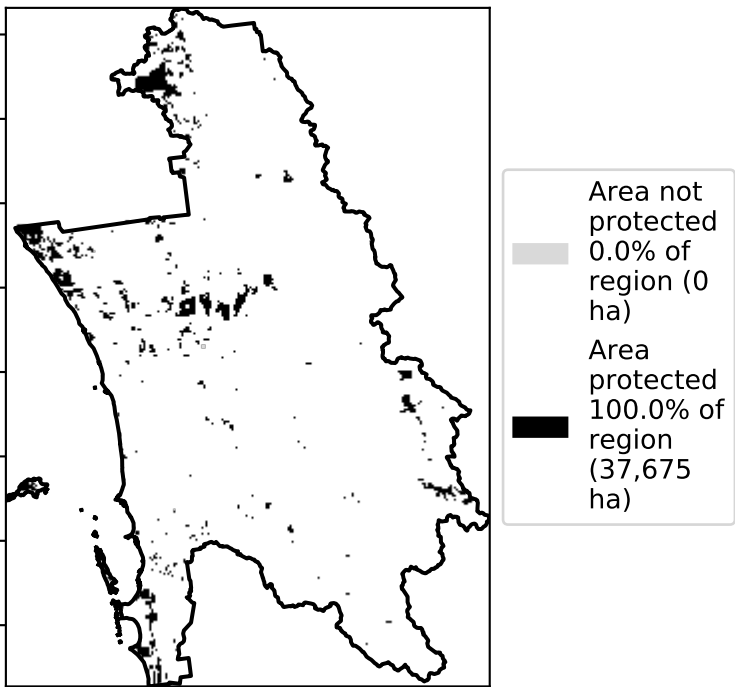 Area not
protected
0.0% of
region (0
ha)
Area
protected
100.0% of
region
(37,675
ha)